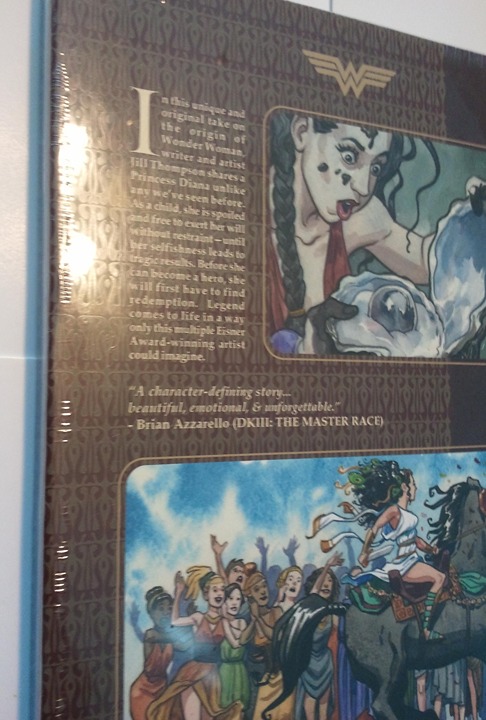 In this unique and
original take on
the origin of
Wonder Woman,
writer and artist
Jill Thompson shares a
Princess Diana unlike
any we've seen before.
As a child, she is spoiled
and free to exert her will
without restraint—until
her selfishness leads to
tragic results. Before she
can become a hero, she
will first have to find
redemption. Legend
comes to life in a way
only this multiple Eisner
Award-winning artist
could imagine.
"A character-defining story...
beautiful, emotional, & unforgettable."
- Brian Azzarello (DKIII: THE MASTER RACE)